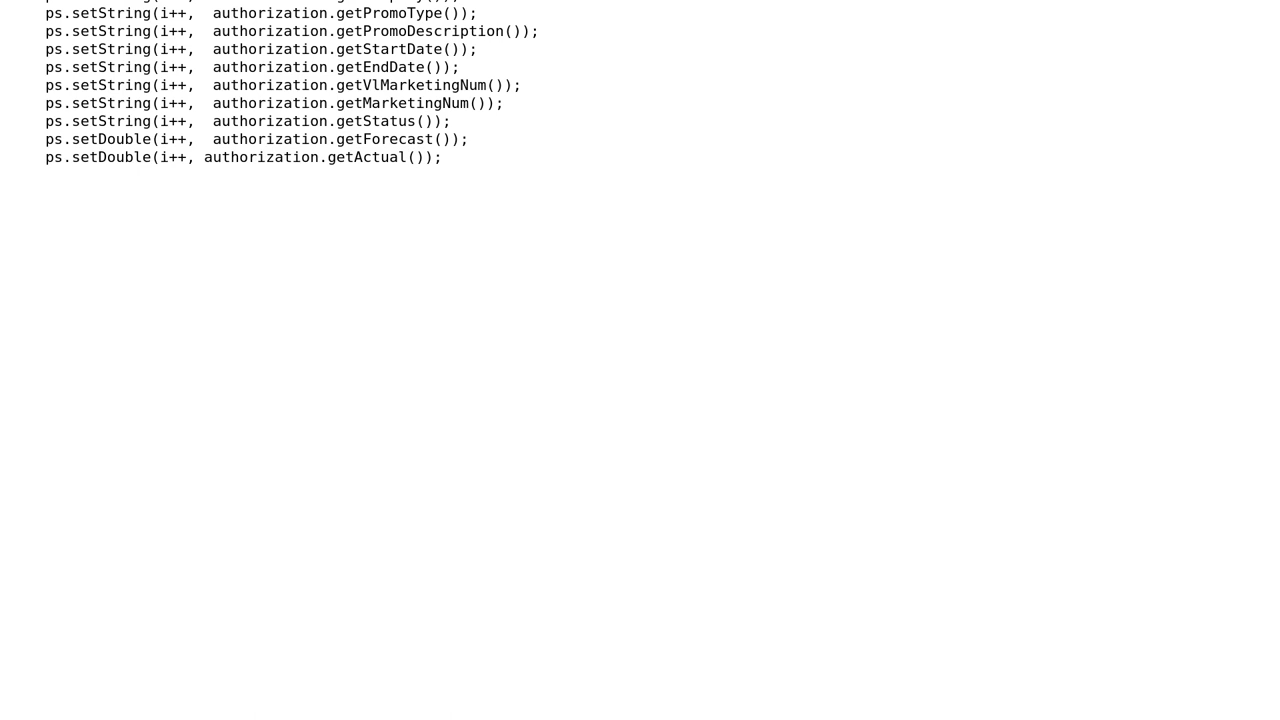 ps.setString(i++,  authorization.getPromoType());
ps.setString(i++,  authorization.getPromoDescription());
ps.setString(i++,  authorization.getStartDate());
ps.setString(i++,  authorization.getEndDate());
ps.setString(i++,  authorization.getVlMarketingNum());
ps.setString(i++,  authorization.getMarketingNum());
ps.setString(i++,  authorization.getStatus());
ps.setDouble(i++,  authorization.getForecast());
ps.setDouble(i++, authorization.getActual());